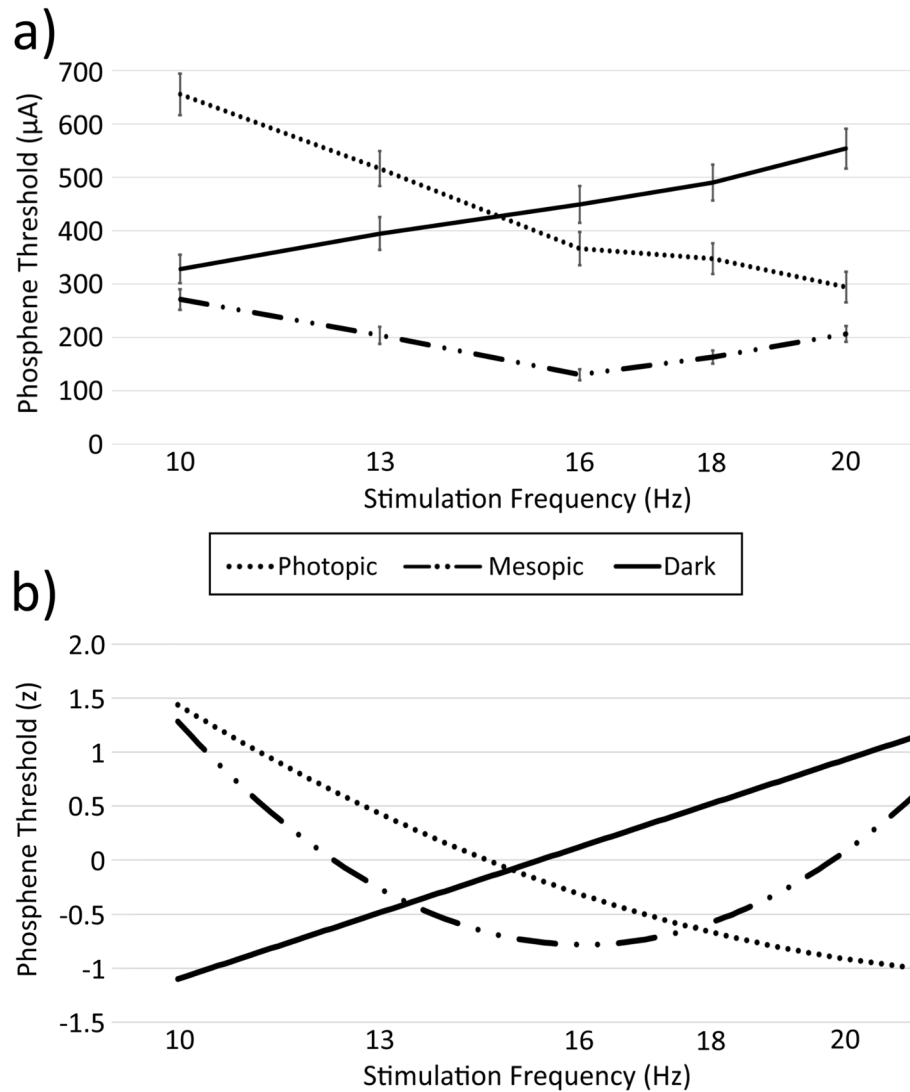 a)
Phosphene Threshold (µA)
700
600
500
400
300
200
100
0
10 13 16 18 20
Stimulation Frequency (Hz)
Photopic Mesopic Dark
b)
Phosphene Threshold (z)
2.0
1.5
1
0.5
0
-0.5
-1
-1.5
10 13 16 18 20
Stimulation Frequency (Hz)